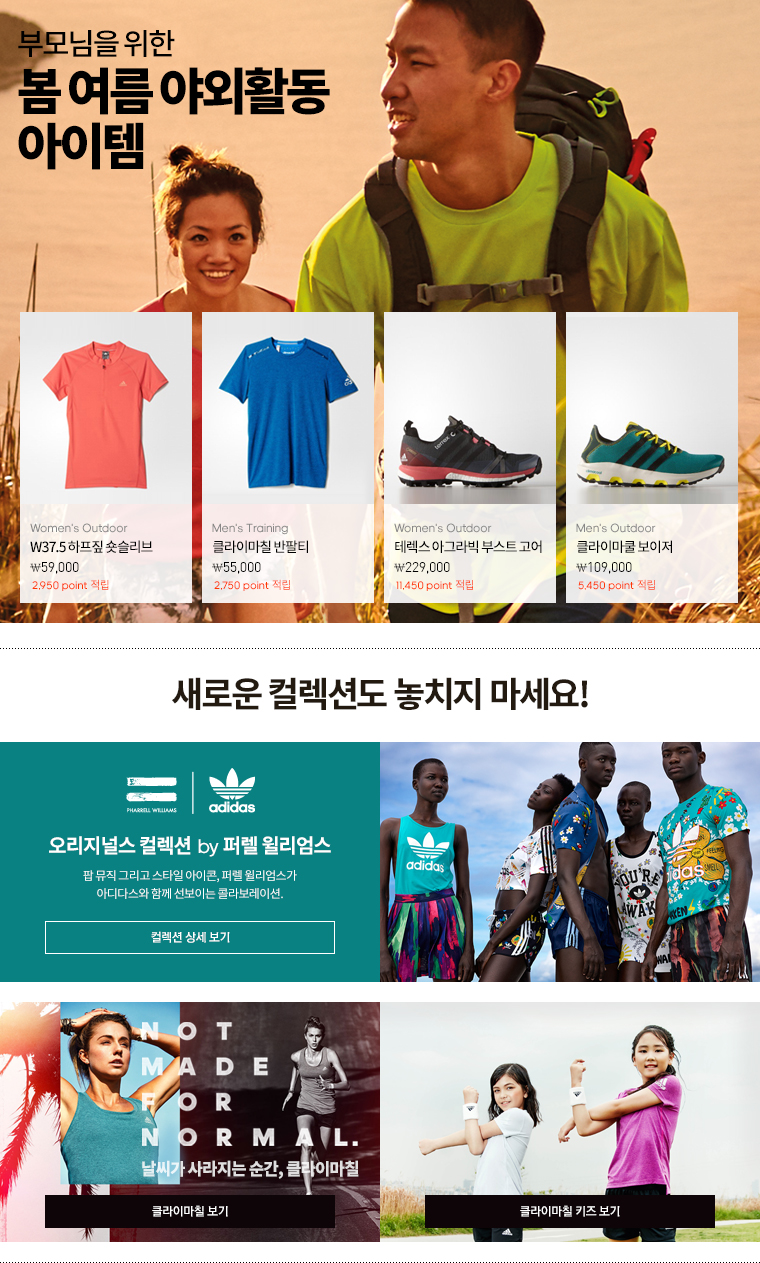 부모님을 위한
봄 여름 야외활동
아이템
Women's Outdoor
W37.5 하프짚 숏슬리브
₩59,000
2,950 point 적립
Men's Training
클라이마칠 반팔티
₩55,000
2,750 point 적립
terrex
Women's Outdoor
테렉스 아그라빅 부스트 고어
₩229,000
11,450 point 적립
Men's Outdoor
클라이마쿨 보이저
₩109,000
5,450 point 적립
새로운 컬렉션도 놓치지 마세요!
PHARRELL WILLIAMS
adidas
오리지널스 컬렉션 by 퍼렐 윌리엄스
팝 뮤직 그리고 스타일 아이콘, 퍼렐 윌리엄스가
아디다스와 함께 선보이는 콜라보레이션.
컬렉션 상세 보기
adidas
YOU'RE
adidas
SMELL
NOT
MADE
FOR
NORMAL.
날씨가 사라지는 순간, 클라이마칠
클라이마칠 보기
클라이마칠 키즈 보기